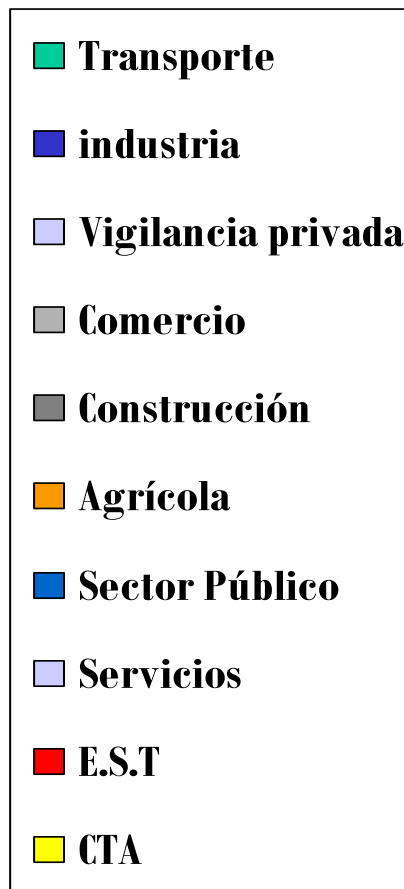 Transporte
industria
Vigilancia privada
Comercio
Construcción
Agrícola
Sector Público
Servicios
E.S.T
CTA